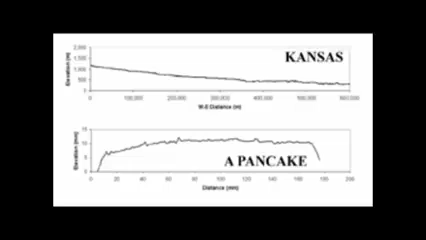 KANSAS
2,000
1,500
1,000
500
0
Elevation (m)
0 100,000 200,000 300,000 400,000 500,000 600,000
W-E Distance (m)
A PANCAKE
15
10
5
0
Elevation (mm)
0 20 40 60 80 100 120 140 160 180 200
Distance (mm)